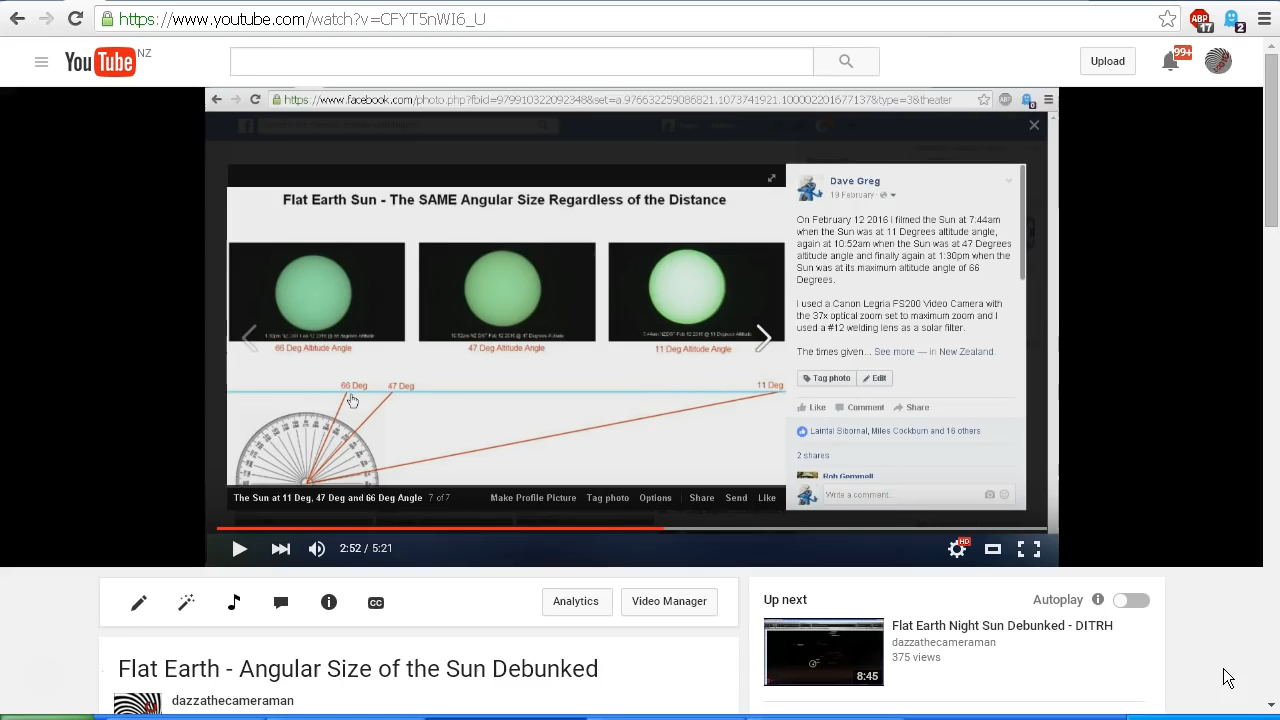 https://www.youtube.com/watch?v=CFYT5nWI6_U
ABP
17
2
YouTube NZ
Upload
99+
https://www.facebook.com/photo.php?fbid=979910322092348&set=a.976632259086821.1073741921.100002201677137&type=3&theater
Flat Earth Sun - The SAME Angular Size Regardless of the Distance
66 Deg Altitude Angle
47 Deg Altitude Angle
11 Deg Altitude Angle
66 Deg
47 Deg
11 Deg
The Sun at 11 Deg, 47 Deg and 66 Deg Angle 7 of 7
Make Profile Picture Tag photo Options Share Send Like
Dave Greg
19 February
On February 12 2016 I filmed the Sun at 7:44am
when the Sun was at 11 Degrees altitude angle,
again at 10:52am when the Sun was at 47 Degrees
altitude angle and finally again at 1:30pm when the
Sun was at its maximum altitude angle of 66
Degrees.
I used a Canon Legria FS200 Video Camera with
the 37x optical zoom set to maximum zoom and I
used a #12 welding lens as a solar filter.
The times given... See more — in New Zealand.
Tag photo Edit
Like Comment Share
Laintal Sibornal, Miles Cockburn and 16 others
2 shares
Rob Gemmell
Write a comment...
2:52 / 5:21
HD
CC
Analytics
Video Manager
Up next
Autoplay
Flat Earth Night Sun Debunked - DITRH
dazzathecameraman
375 views
8:45
Flat Earth - Angular Size of the Sun Debunked
dazzathecameraman